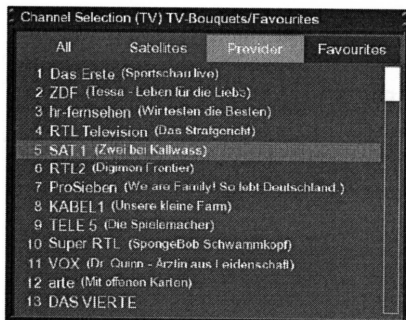 Channel Selection (TV) TV-Bouquets/Favourites
All Satellites Provider Favourites
1 Das Erste (Sportschau live)
2 ZDF (Tessa - Leben für die Liebe)
3 hr-fernsehen (Wir testen die Besten)
4 RTL Television (Das Strafgericht)
5 SAT.1 (Zwei bei Kallwass)
6 RTL2 (Digimon Frontier)
7 ProSieben (We are Family! So lebt Deutschland.)
8 KABEL1 (Unsere kleine Farm)
9 TELE 5 (Die Spielemacher)
10 Super RTL (SpongeBob Schwammkopf)
11 VOX (Dr. Quinn - Ärztin aus Leidenschaft)
12 arte (Mit offenen Karten)
13 DAS VIERTE